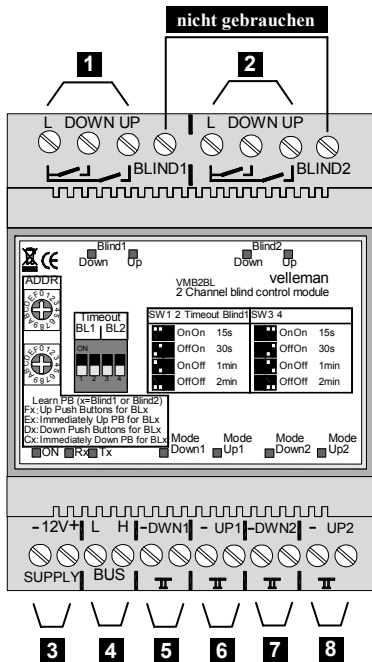 nicht gebrauchen
1 2
L DOWN UP L DOWN UP
BLIND1 BLIND2
Blind1 Blind2
Down Up Down Up
ADDR
VMB2BL velleman
2 Channel blind control module
Timeout
BL1 BL2
ON
1 2 3 4
SW1 2 Timeout Blind1 SW3 4
OnOn 15s OnOn 15s
OffOn 30s OffOn 30s
OnOff 1min OnOff 1min
OffOff 2min OffOff 2min
Learn PB (x=Blind1 or Blind2)
Fx: Up Push Buttons for BLx
Ex: Immediately Up PB for BLx
Dx: Down Push Buttons for BLx
Cx: Immediately Down PB for BLx
ON Rx Tx
Mode Down1 Mode Up1 Mode Down2 Mode Up2
- 12V + L H - DWN1 - UP1 - DWN2 - UP2
SUPPLY BUS
3 4 5 6 7 8